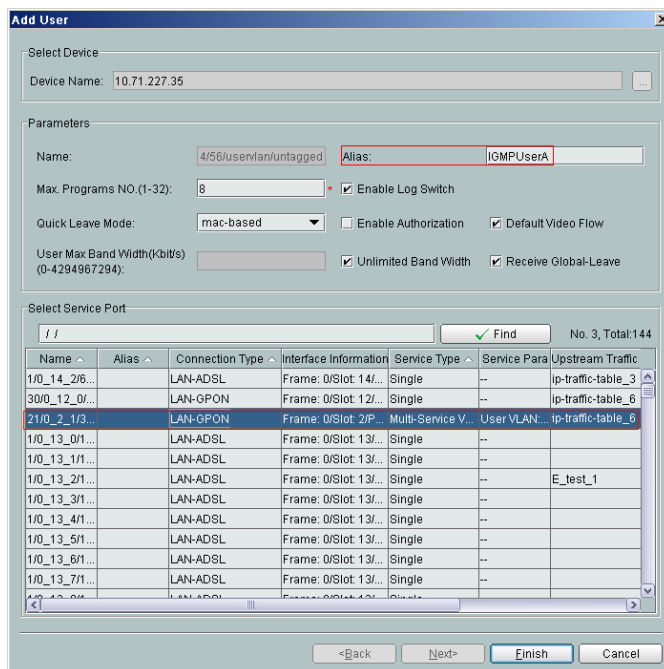 Add User
Select Device
Device Name: 10.71.227.35 ...
Parameters
Name: 4/56/uservlan/untagged Alias: IGMPUserA
Max. Programs NO.(1-32): 8 * Enable Log Switch
Quick Leave Mode: mac-based Enable Authorization Default Video Flow
User Max Band Width(Kbit/s)
(0-4294967294): Unlimited Band Width Receive Global-Leave
Select Service Port
/ / Find No. 3, Total:144
Name Alias Connection Type Interface Information Service Type Service Para Upstream Traffic
1/0_14_2/6... LAN-ADSL Frame: 0/Slot: 14/... Single -- ip-traffic-table_3
30/0_12_0/... LAN-GPON Frame: 0/Slot: 12/... Single -- ip-traffic-table_6
21/0_2_1/3... LAN-GPON Frame: 0/Slot: 2/P... Multi-Service V... User VLAN:... ip-traffic-table_6
1/0_13_0/1... LAN-ADSL Frame: 0/Slot: 13/... Single --
1/0_13_1/1... LAN-ADSL Frame: 0/Slot: 13/... Single --
1/0_13_2/1... LAN-ADSL Frame: 0/Slot: 13/... Single -- E_test_1
1/0_13_3/1... LAN-ADSL Frame: 0/Slot: 13/... Single --
1/0_13_4/1... LAN-ADSL Frame: 0/Slot: 13/... Single --
1/0_13_5/1... LAN-ADSL Frame: 0/Slot: 13/... Single --
1/0_13_6/1... LAN-ADSL Frame: 0/Slot: 13/... Single --
1/0_13_7/1... LAN-ADSL Frame: 0/Slot: 13/... Single --
<Back Next> Finish Cancel